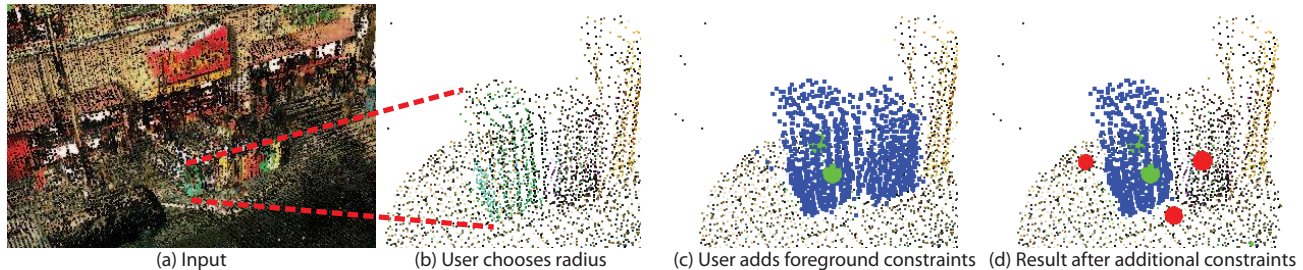 (a) Input
(b) User chooses radius
(c) User adds foreground constraints
(d) Result after additional constraints